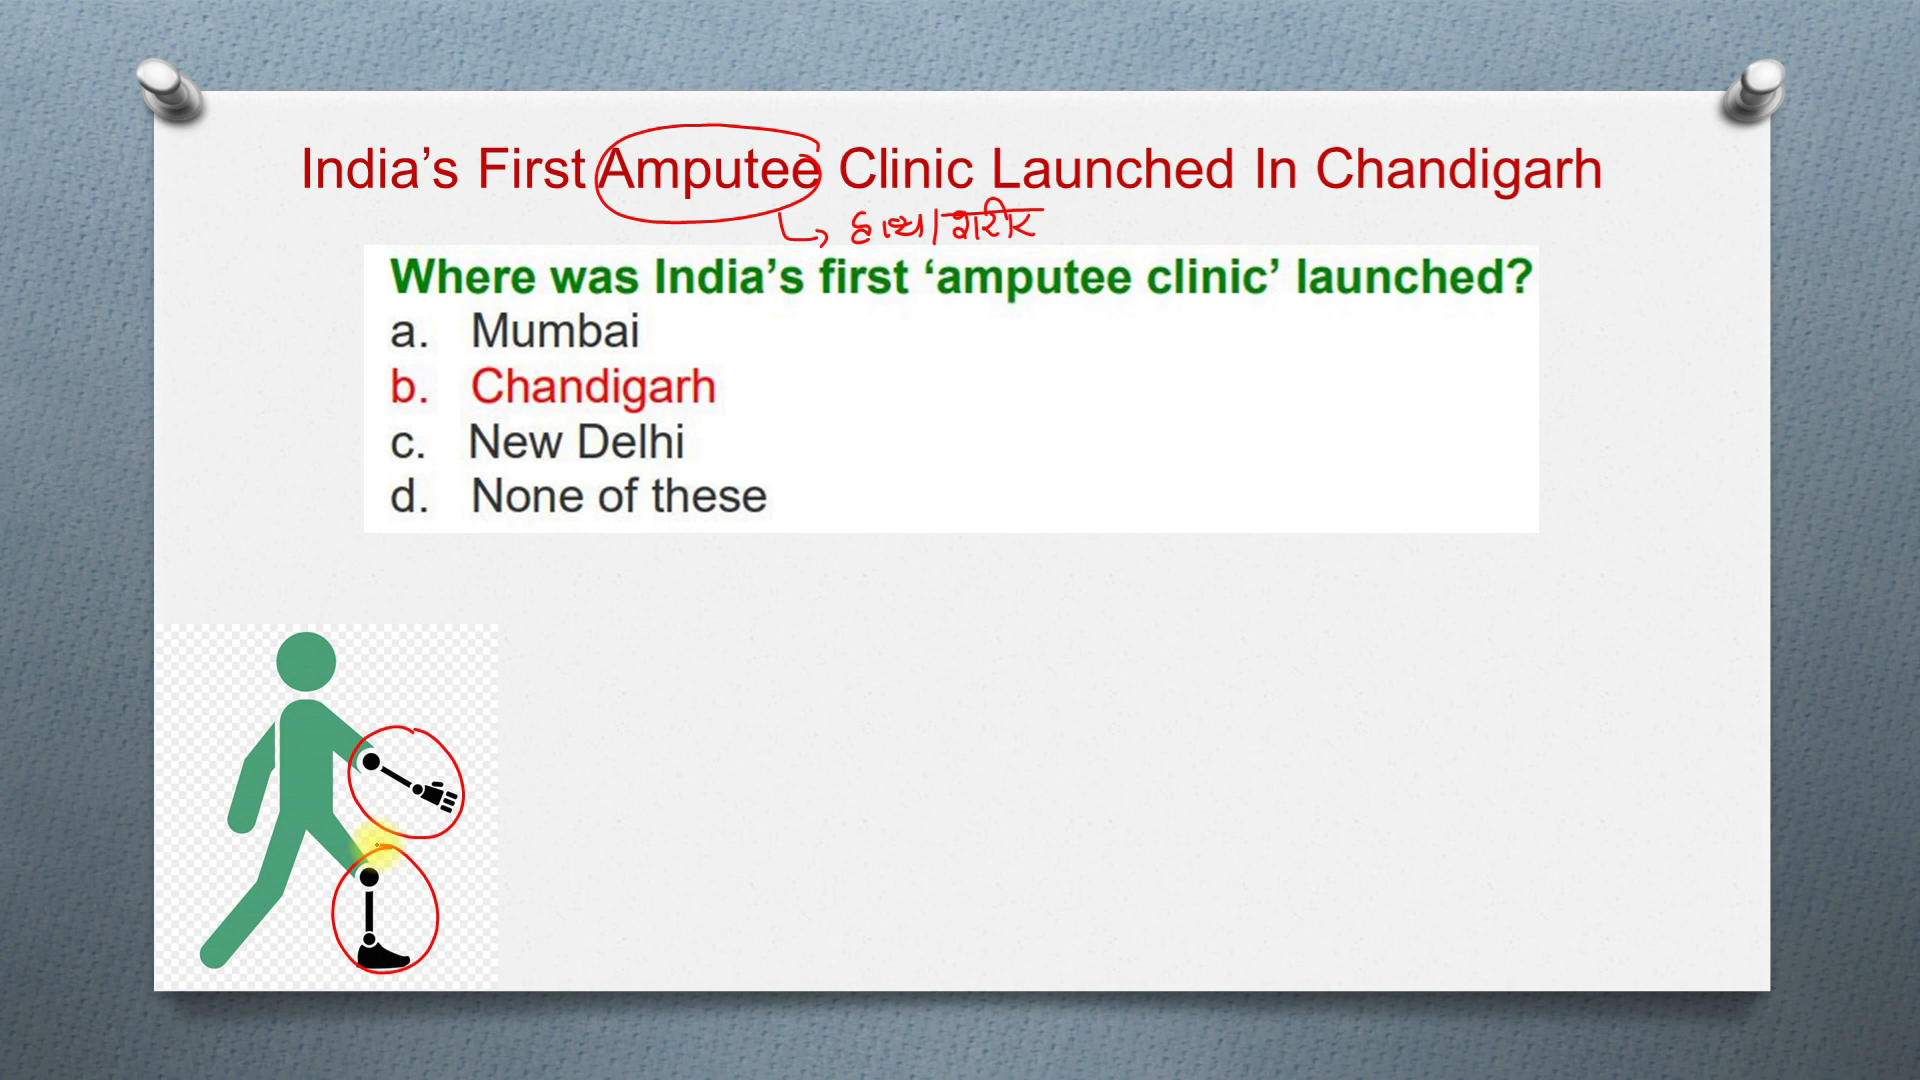 India’s First Amputee Clinic Launched In Chandigarh
हाथ/शरीर
Where was India’s first ‘amputee clinic’ launched?
a. Mumbai
b. Chandigarh
c. New Delhi
d. None of these